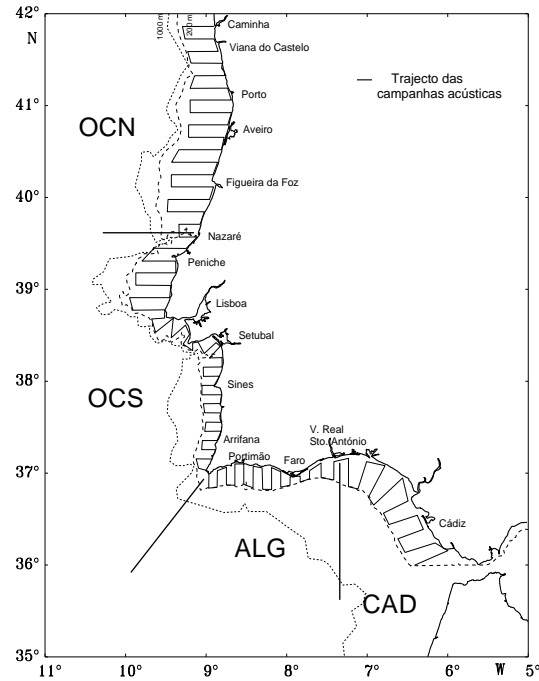 42°
N
1000 m
200 m
Caminha
Viana do Castelo
Trajecto das
campanhas acústicas
41°
Porto
OCN
Aveiro
40°
Figueira da Foz
Nazaré
Peniche
39°
Lisboa
Setubal
38°
OCS
Sines
V. Real
Sto. António
Arrifana
Portimão
Faro
37°
Cádiz
ALG
36°
CAD
35°
11°
10°
9°
8°
7°
6°
W
5°